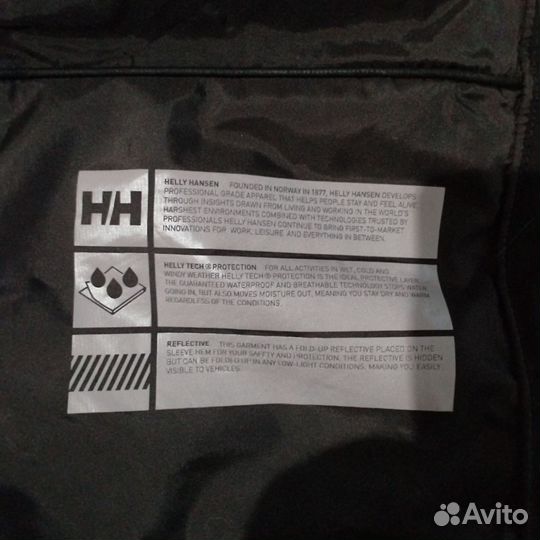 HH
HELLY HANSEN FOUNDED IN NORWAY IN 1877, HELLY HANSEN DEVELOPS
PROFESSIONAL GRADE APPAREL THAT HELPS PEOPLE STAY AND FEEL ALIVE
THROUGH INSIGHTS DRAWN FROM LIVING AND WORKING IN THE WORLD'S
HARSHEST ENVIRONMENTS COMBINED WITH TECHNOLOGIES TRUSTED BY
PROFESSIONALS HELLY HANSEN CONTINUE TO BRING FIRST-TO-MARKET
INNOVATIONS FOR WORK, LEISURE AND EVERYTHING IN BETWEEN.
HELLY TECH® PROTECTION FOR ALL ACTIVITIES IN WET, COLD AND
WINDY WEATHER HELLY TECH® PROTECTION IS THE IDEAL PROTECTIVE LAYER.
THE GUARANTEED WATERPROOF AND BREATHABLE TECHNOLOGY STOPS WATER
GOING IN, BUT ALSO MOVES MOISTURE OUT, MEANING YOU STAY DRY AND WARM
REGARDLESS OF THE CONDITIONS.
REFLECTIVE THIS GARMENT HAS A FOLD-UP REFLECTIVE PLACED ON THE
SLEEVE HEM FOR YOUR SAFETY AND PROTECTION. THE REFLECTIVE IS HIDDEN
BUT CAN BE FOLDED UP IN ANY LOW-LIGHT CONDITIONS, MAKING YOU EASILY
VISIBLE TO VEHICLES.
Avito